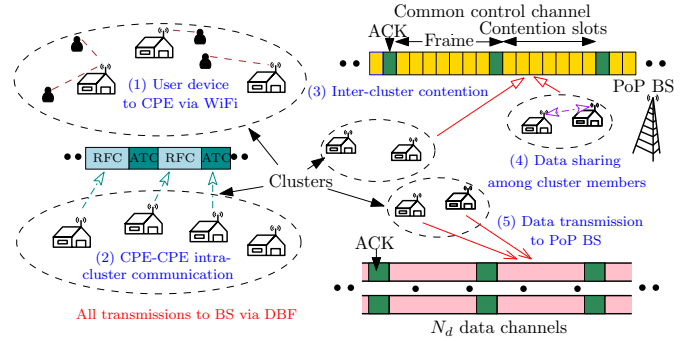 Common control channel
ACK
Frame
Contention slots
(1) User device
to CPE via WiFi
(3) Inter-cluster contention
PoP BS
RFC ATC RFC ATC
(4) Data sharing
among cluster members
Clusters
(2) CPE-CPE intra-
cluster communication
(5) Data transmission
to PoP BS
ACK
All transmissions to BS via DBF
N_d data channels